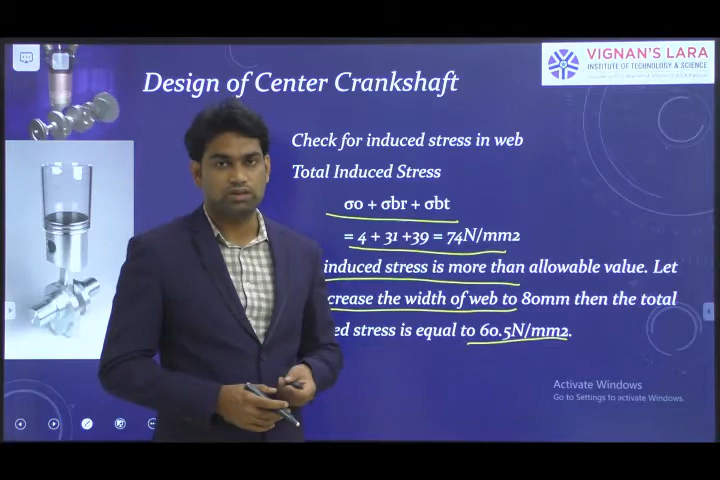 VIGNAN'S LARA
INSTITUTE OF TECHNOLOGY & SCIENCE
Design of Center Crankshaft
Check for induced stress in web
Total Induced Stress
σ0 + σbr + σbt
= 4 + 31 +39 = 74N/mm2
induced stress is more than allowable value. Let
crease the width of web to 80mm then the total
ed stress is equal to 60.5N/mm2.
Activate Windows
Go to Settings to activate Windows.